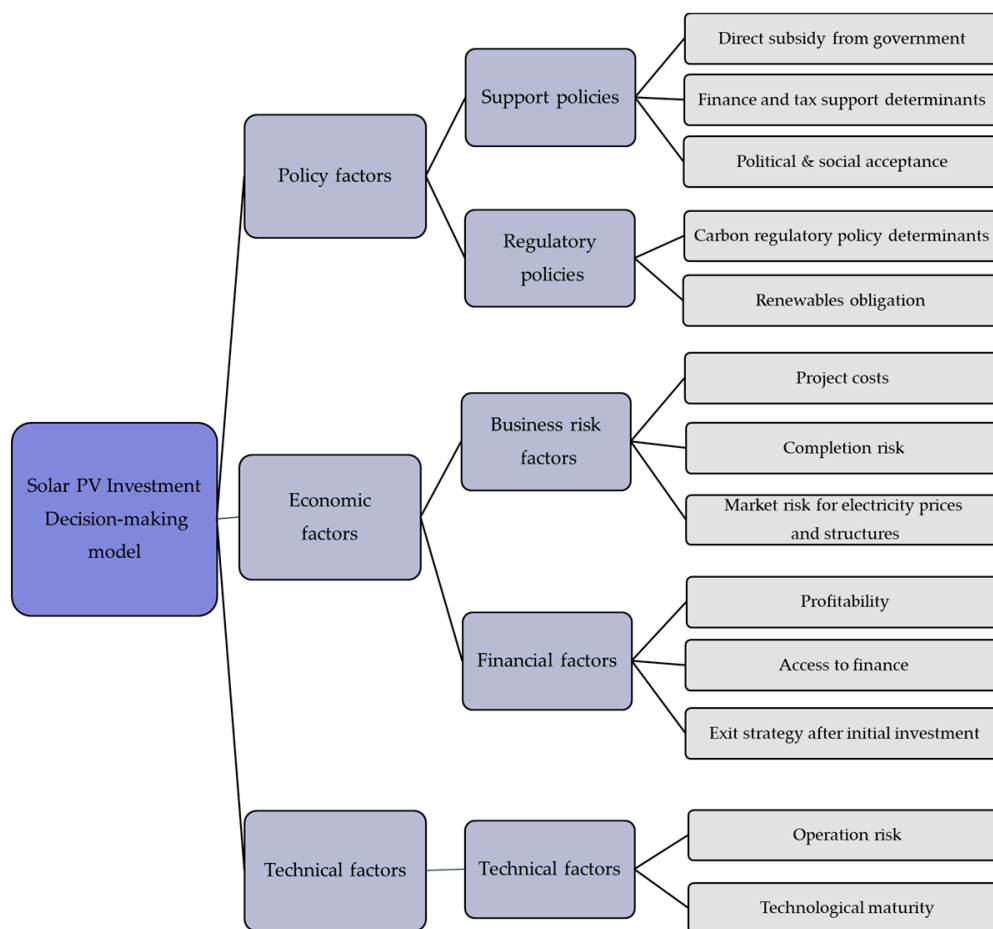 Solar PV Investment
Decision-making
model
Policy factors
Support policies
Direct subsidy from government
Finance and tax support determinants
Political & social acceptance
Regulatory
policies
Carbon regulatory policy determinants
Renewables obligation
Economic
factors
Business risk
factors
Project costs
Completion risk
Market risk for electricity prices
and structures
Financial factors
Profitability
Access to finance
Exit strategy after initial investment
Technical factors
Technical factors
Operation risk
Technological maturity